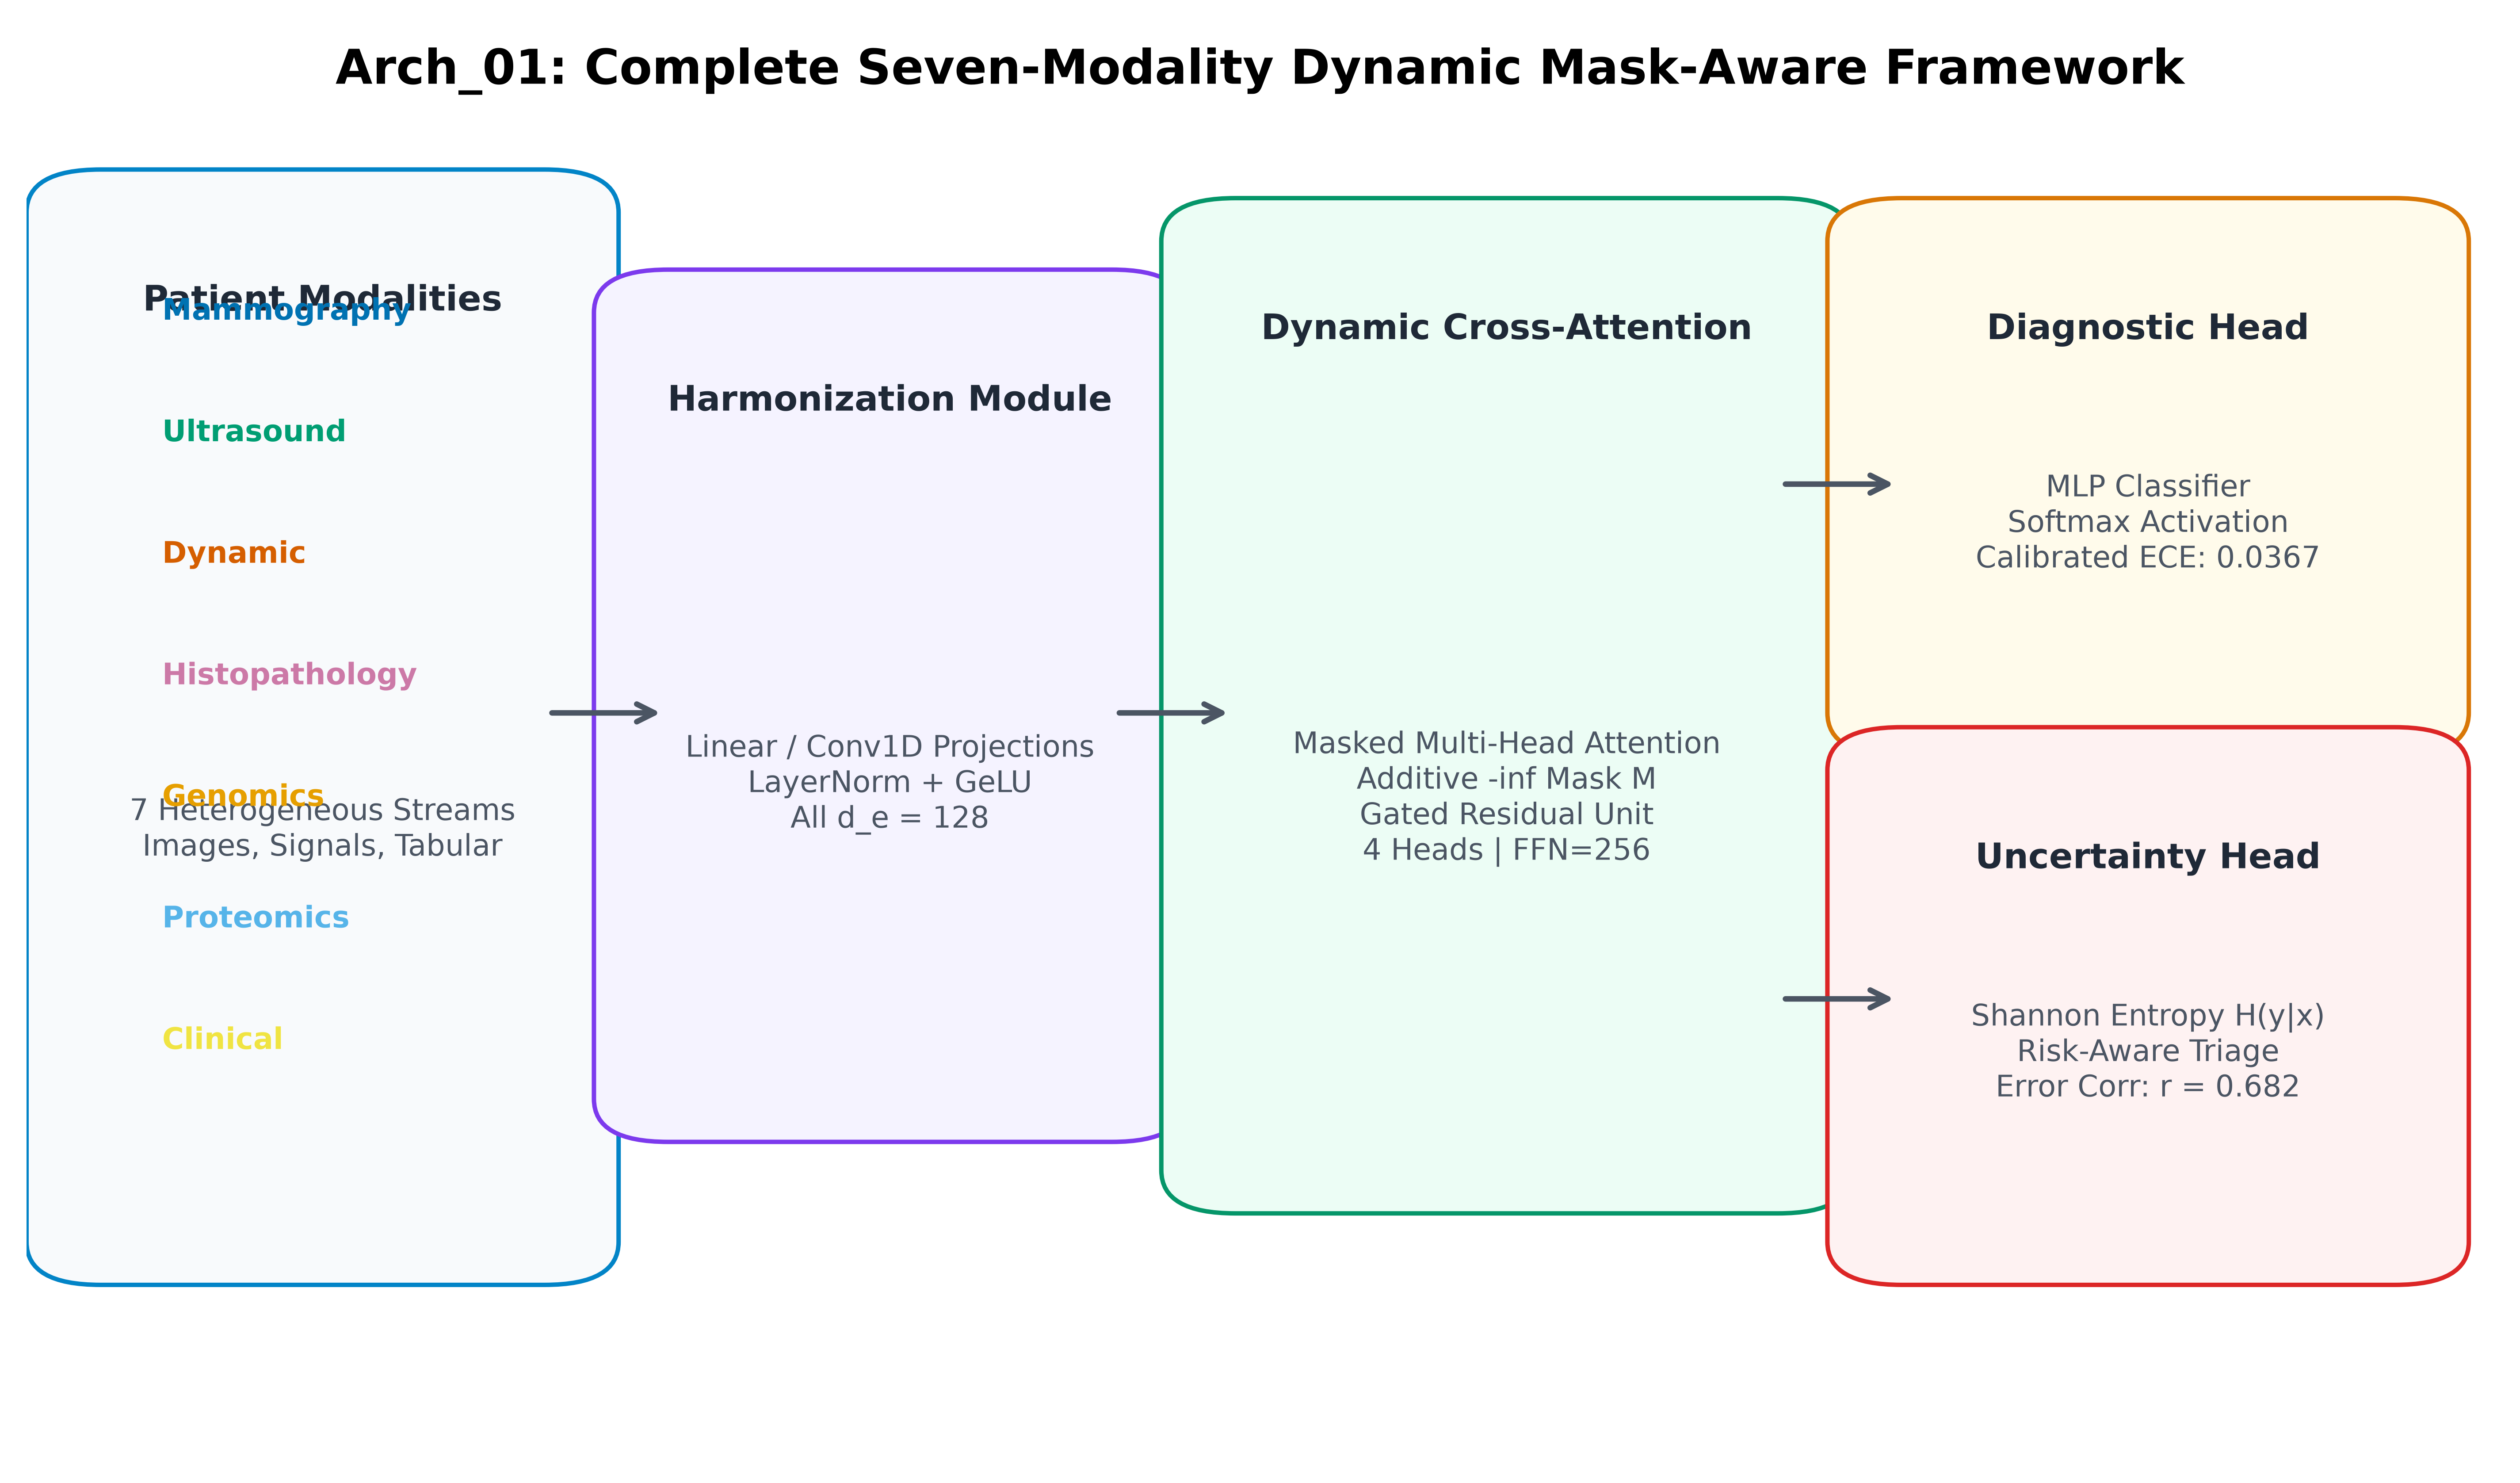 Arch_01: Complete Seven-Modality Dynamic Mask-Aware Framework
Patient Modalities
Mammography
Ultrasound
Dynamic
Histopathology
Genomics
7 Heterogeneous Streams
Images, Signals, Tabular
Proteomics
Clinical
Harmonization Module
Linear / Conv1D Projections
LayerNorm + GeLU
All d_e = 128
Dynamic Cross-Attention
Masked Multi-Head Attention
Additive -inf Mask M
Gated Residual Unit
4 Heads | FFN=256
Diagnostic Head
MLP Classifier
Softmax Activation
Calibrated ECE: 0.0367
Uncertainty Head
Shannon Entropy H(y|x)
Risk-Aware Triage
Error Corr: r = 0.682